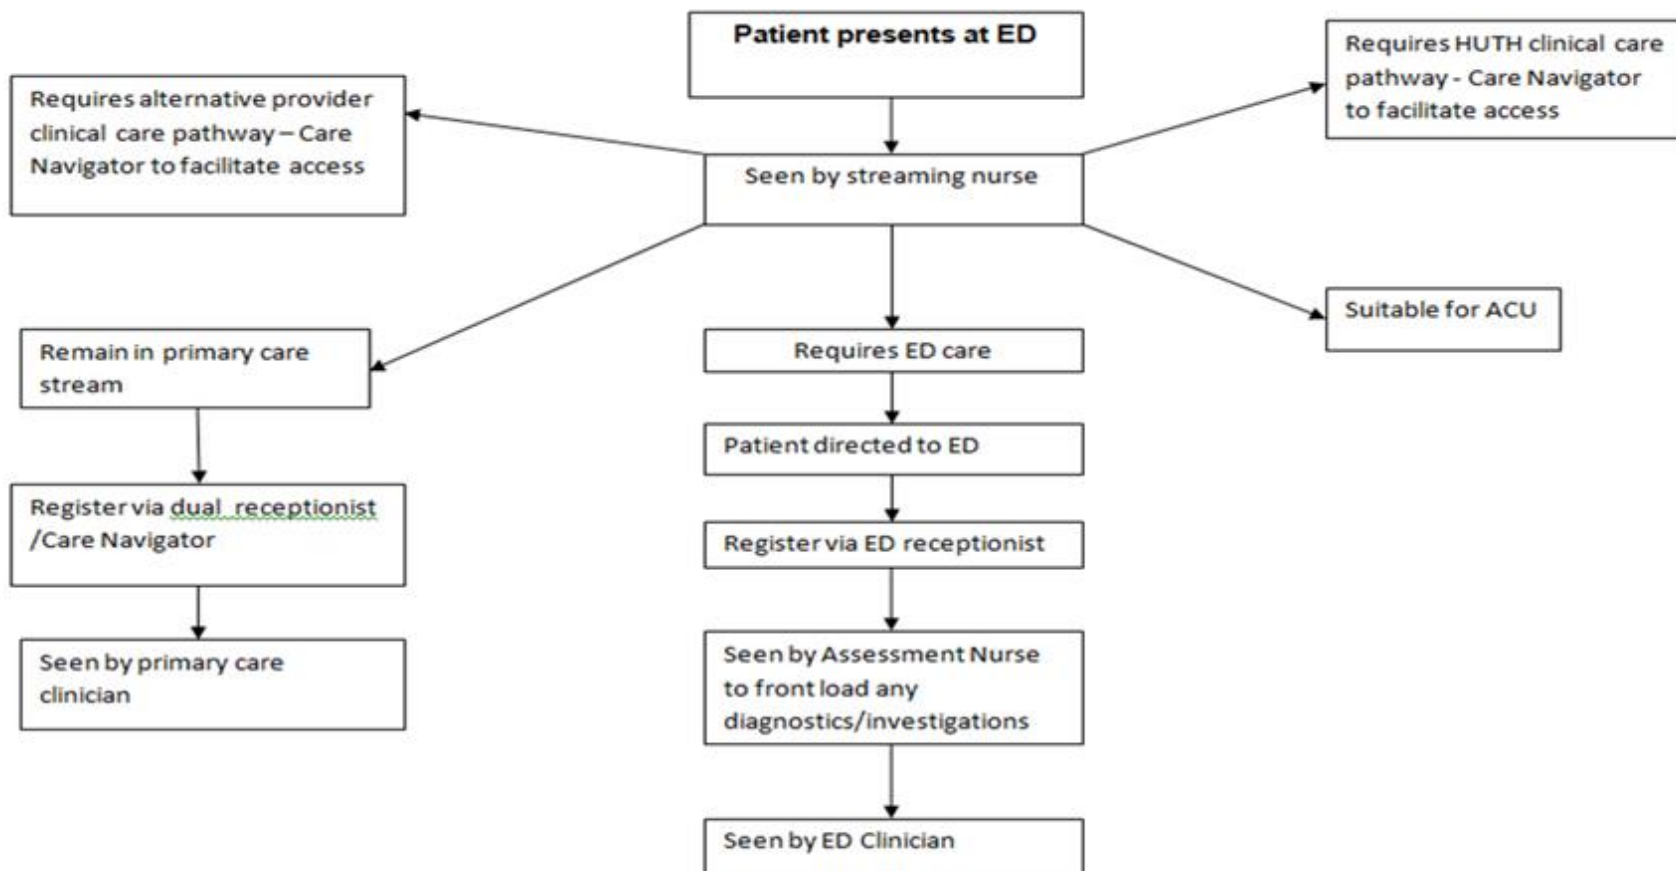 Patient presents at ED
Requires HUTH clinical care
pathway - Care Navigator
to facilitate access
Requires alternative provider
clinical care pathway – Care
Navigator to facilitate access
Seen by streaming nurse
Suitable for ACU
Remain in primary care
stream
Requires ED care
Patient directed to ED
Register via dual receptionist
/Care Navigator
Register via ED receptionist
Seen by primary care
clinician
Seen by Assessment Nurse
to front load any
diagnostics/investigations
Seen by ED Clinician